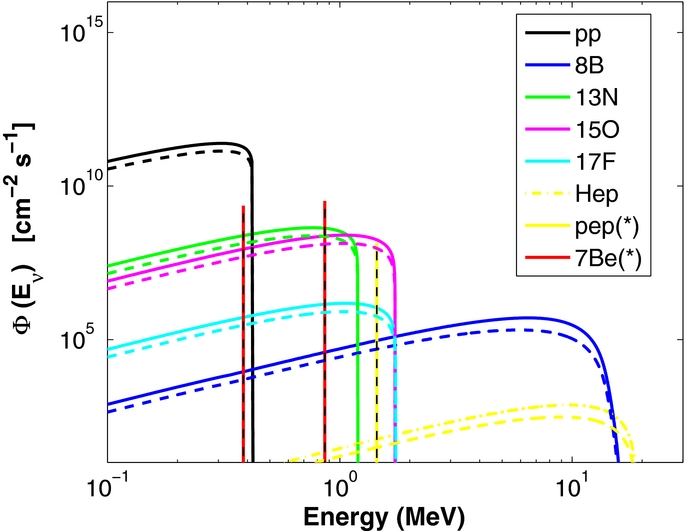 10^15
10^10
10^5
Φ (E_ν) [cm^−2 s^−1]
pp
8B
13N
15O
17F
Hep
pep(*)
7Be(*)
10^−1
10^0
10^1
Energy (MeV)